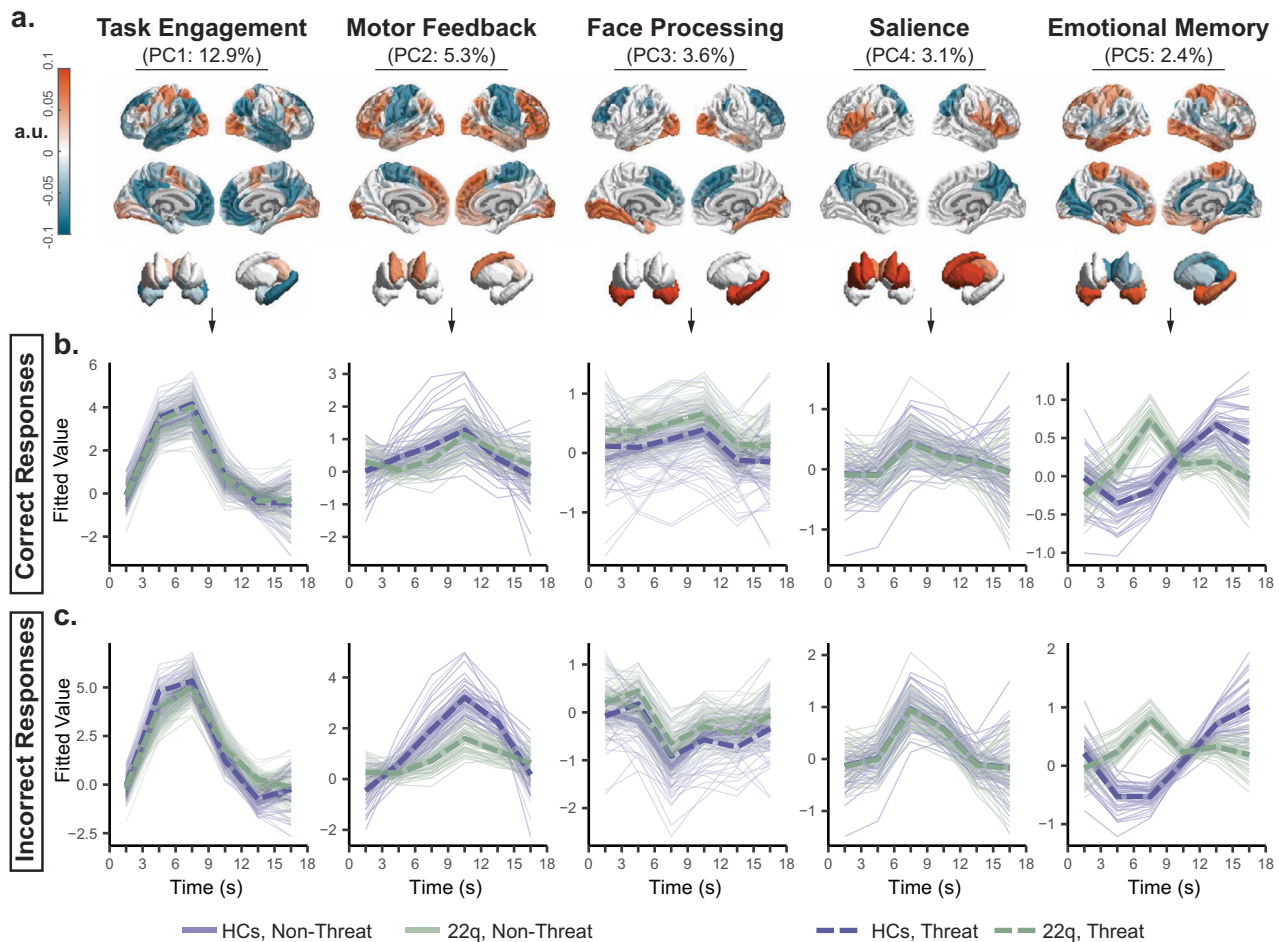 a.
Task Engagement Motor Feedback Face Processing Salience Emotional Memory
(PC1: 12.9%) (PC2: 5.3%) (PC3: 3.6%) (PC4: 3.1%) (PC5: 2.4%)
a.u.
0.1
0.05
0
-0.05
-0.1
b.
Correct Responses
Fitted Value
6
4
2
0
−2
0 3 6 9 12 15 18
3
2
1
0
−1
−2
0 3 6 9 12 15 18
1
0
−1
0 3 6 9 12 15 18
1
0
−1
0 3 6 9 12 15 18
1.0
0.5
0.0
−0.5
−1.0
0 3 6 9 12 15 18
c.
Incorrect Responses
Fitted Value
5.0
2.5
0.0
−2.5
0 3 6 9 12 15 18
Time (s)
4
2
0
−2
0 3 6 9 12 15 18
Time (s)
1
0
−1
−2
0 3 6 9 12 15 18
Time (s)
2
1
0
−1
0 3 6 9 12 15 18
Time (s)
2
1
0
−1
0 3 6 9 12 15 18
Time (s)
HCs, Non-Threat 22q, Non-Threat HCs, Threat 22q, Threat